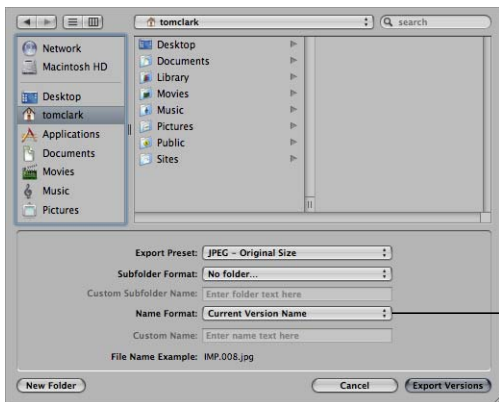 tomclark
search
Network
Macintosh HD
Desktop
tomclark
Applications
Documents
Movies
Music
Pictures
Desktop
Documents
Library
Movies
Music
Pictures
Public
Sites
Export Preset: JPEG – Original Size
Subfolder Format: No folder...
Custom Subfolder Name: Enter folder text here
Name Format: Current Version Name
Custom Name: Enter name text here
File Name Example: IMP.008.jpg
New Folder
Cancel
Export Versions